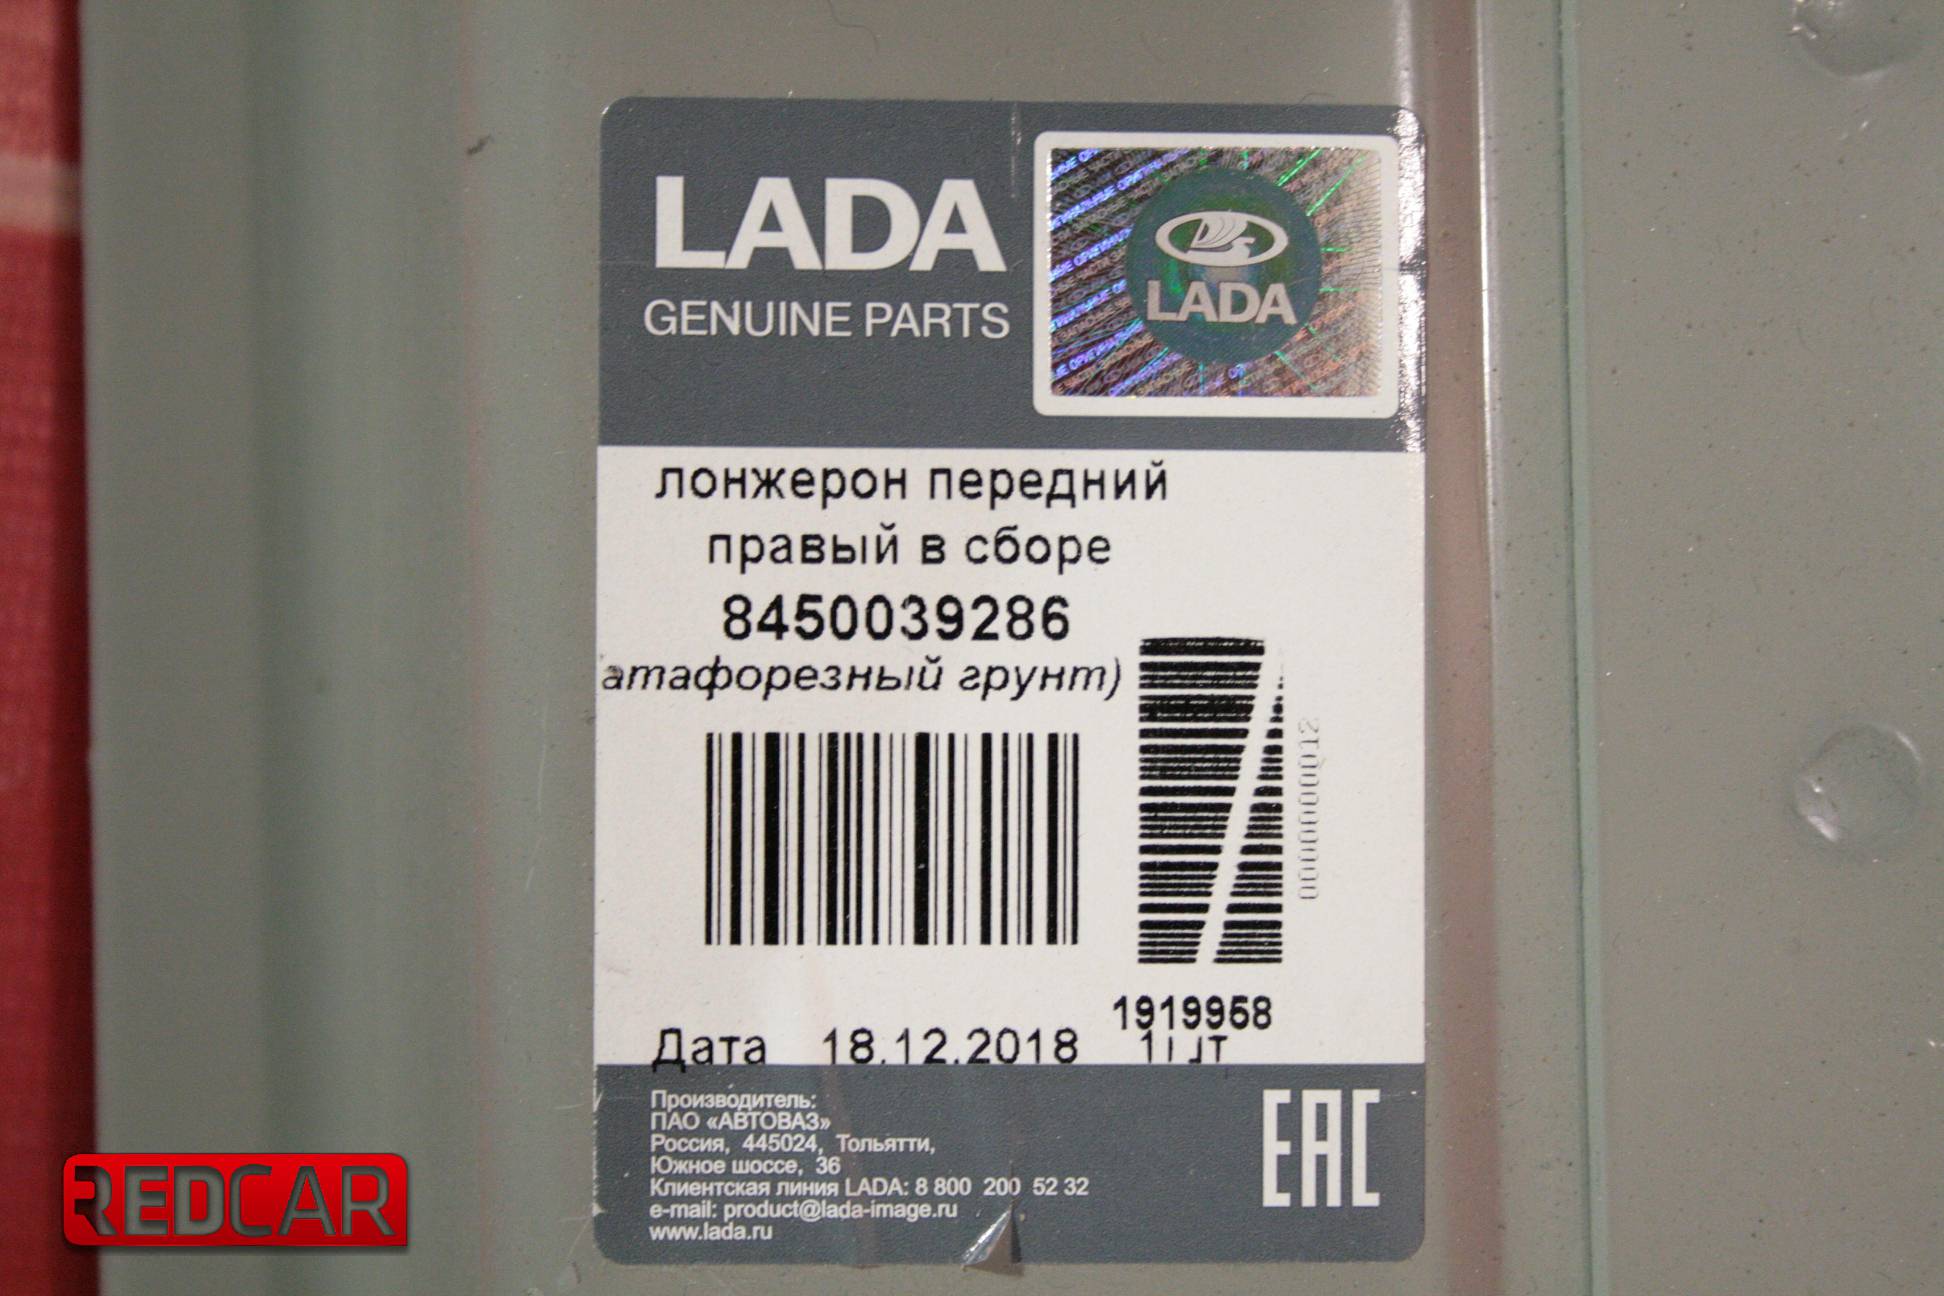 LADA
GENUINE PARTS
LADA
лонжерон передний
правый в сборе
8450039286
атафорезный грунт)
0000000012
1919958
Дата 18.12.2018 1шт
Производитель:
ПАО «АВТОВАЗ»
Россия, 445024, Тольятти,
Южное шоссе, 36
Клиентская линия LADA: 8 800 200 52 32
e-mail: product@lada-image.ru
www.lada.ru
EAC
REDCAR